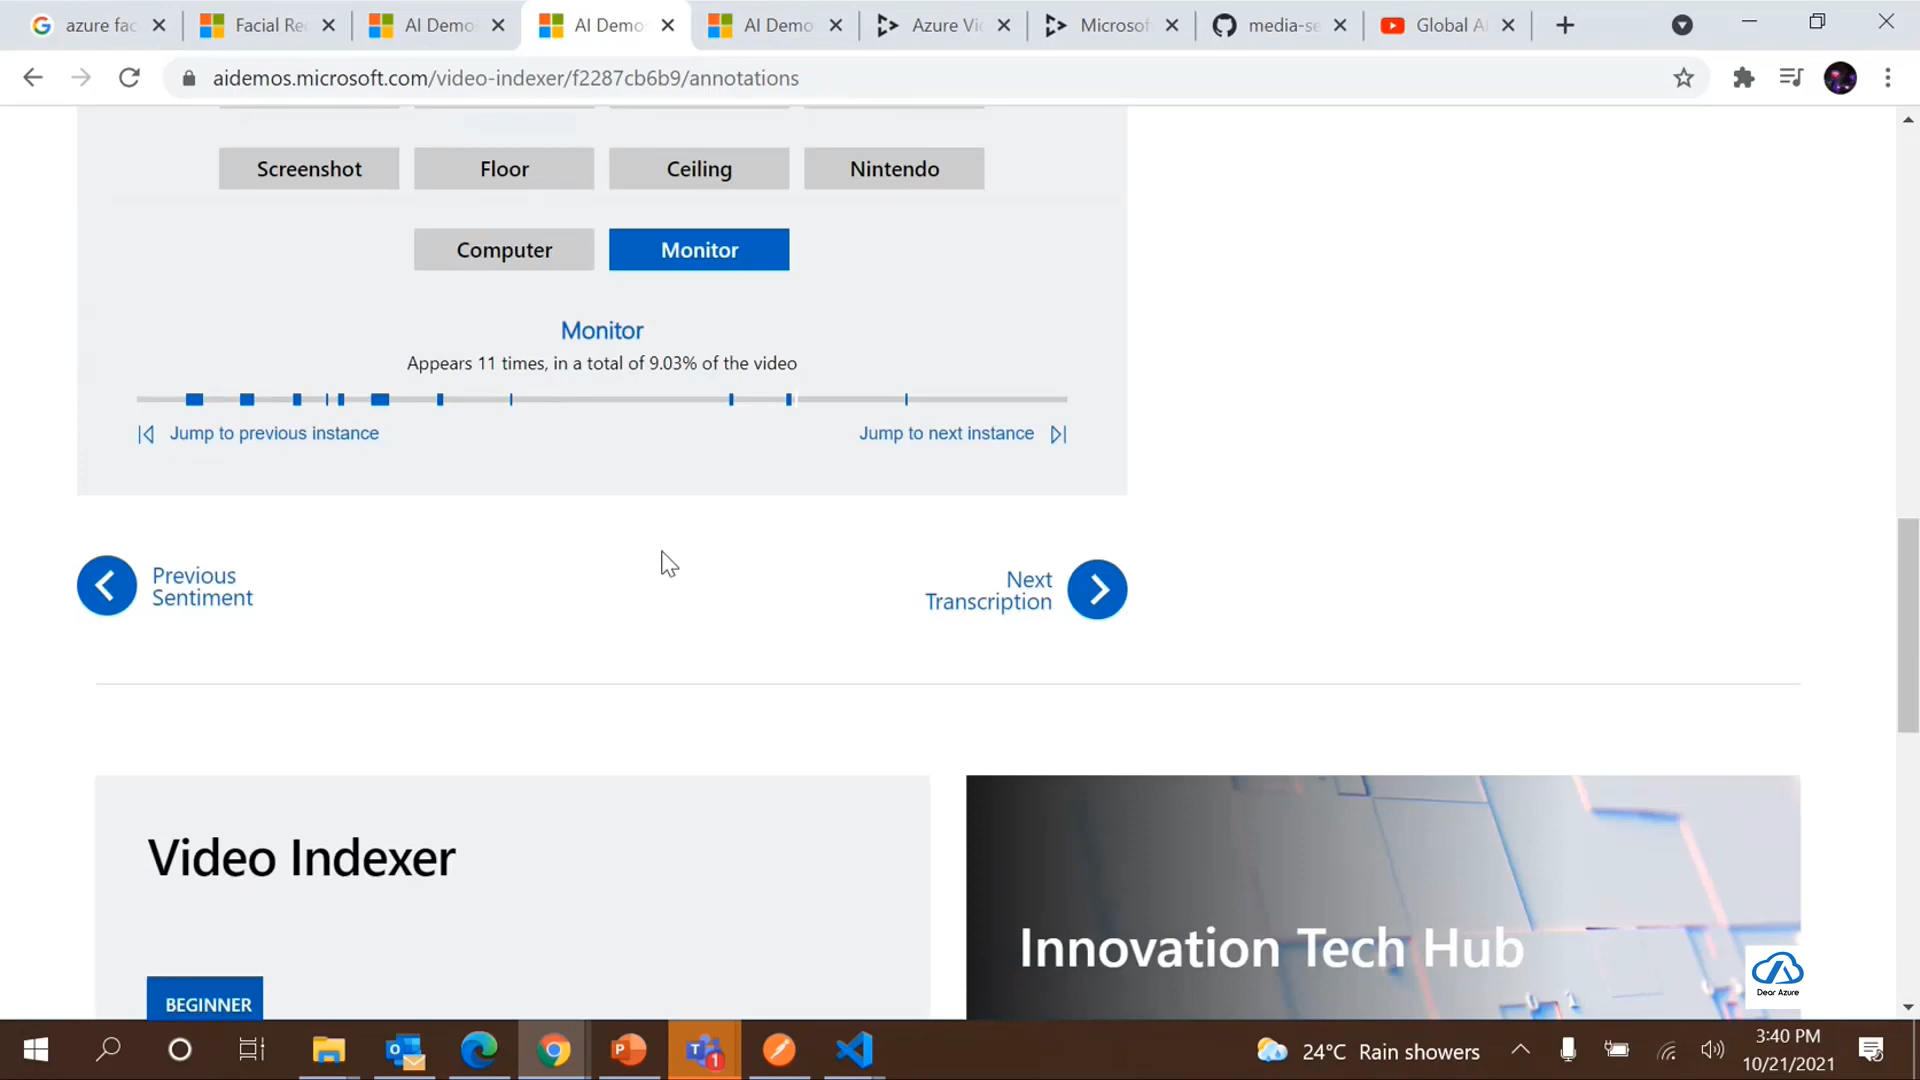 azure fac
Facial Re
AI Demo
AI Demo
AI Demo
Azure Vi
Microsof
media-se
Global A
aidemos.microsoft.com/video-indexer/f2287cb6b9/annotations
Screenshot
Floor
Ceiling
Nintendo
Computer
Monitor
Monitor
Appears 11 times, in a total of 9.03% of the video
Jump to previous instance
Jump to next instance
Previous
Sentiment
Next
Transcription
Video Indexer
BEGINNER
Innovation Tech Hub
Dear Azure
24°C Rain showers
3:40 PM
10/21/2021